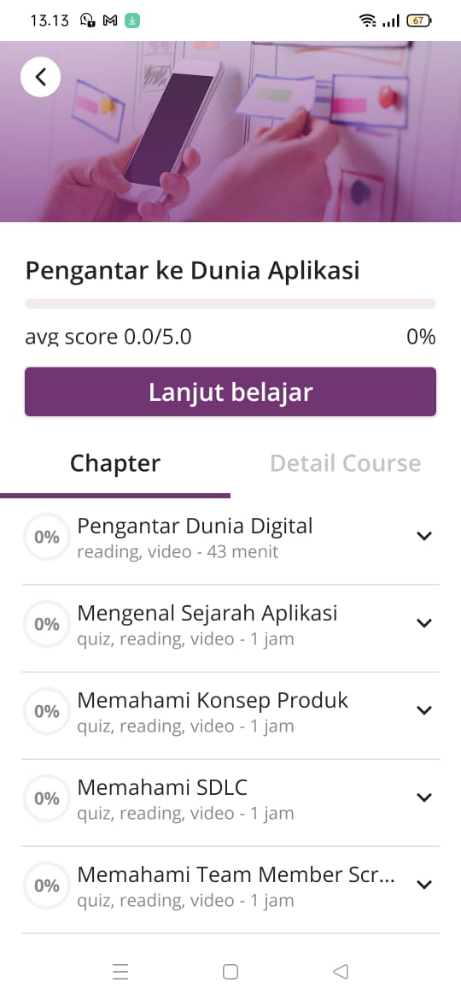 13.13
67
Pengantar ke Dunia Aplikasi
avg score 0.0/5.0
0%
Lanjut belajar
Chapter
Detail Course
0%
Pengantar Dunia Digital
reading, video - 43 menit
0%
Mengenal Sejarah Aplikasi
quiz, reading, video - 1 jam
0%
Memahami Konsep Produk
quiz, reading, video - 1 jam
0%
Memahami SDLC
quiz, reading, video - 1 jam
0%
Memahami Team Member Scr...
quiz, reading, video - 1 jam